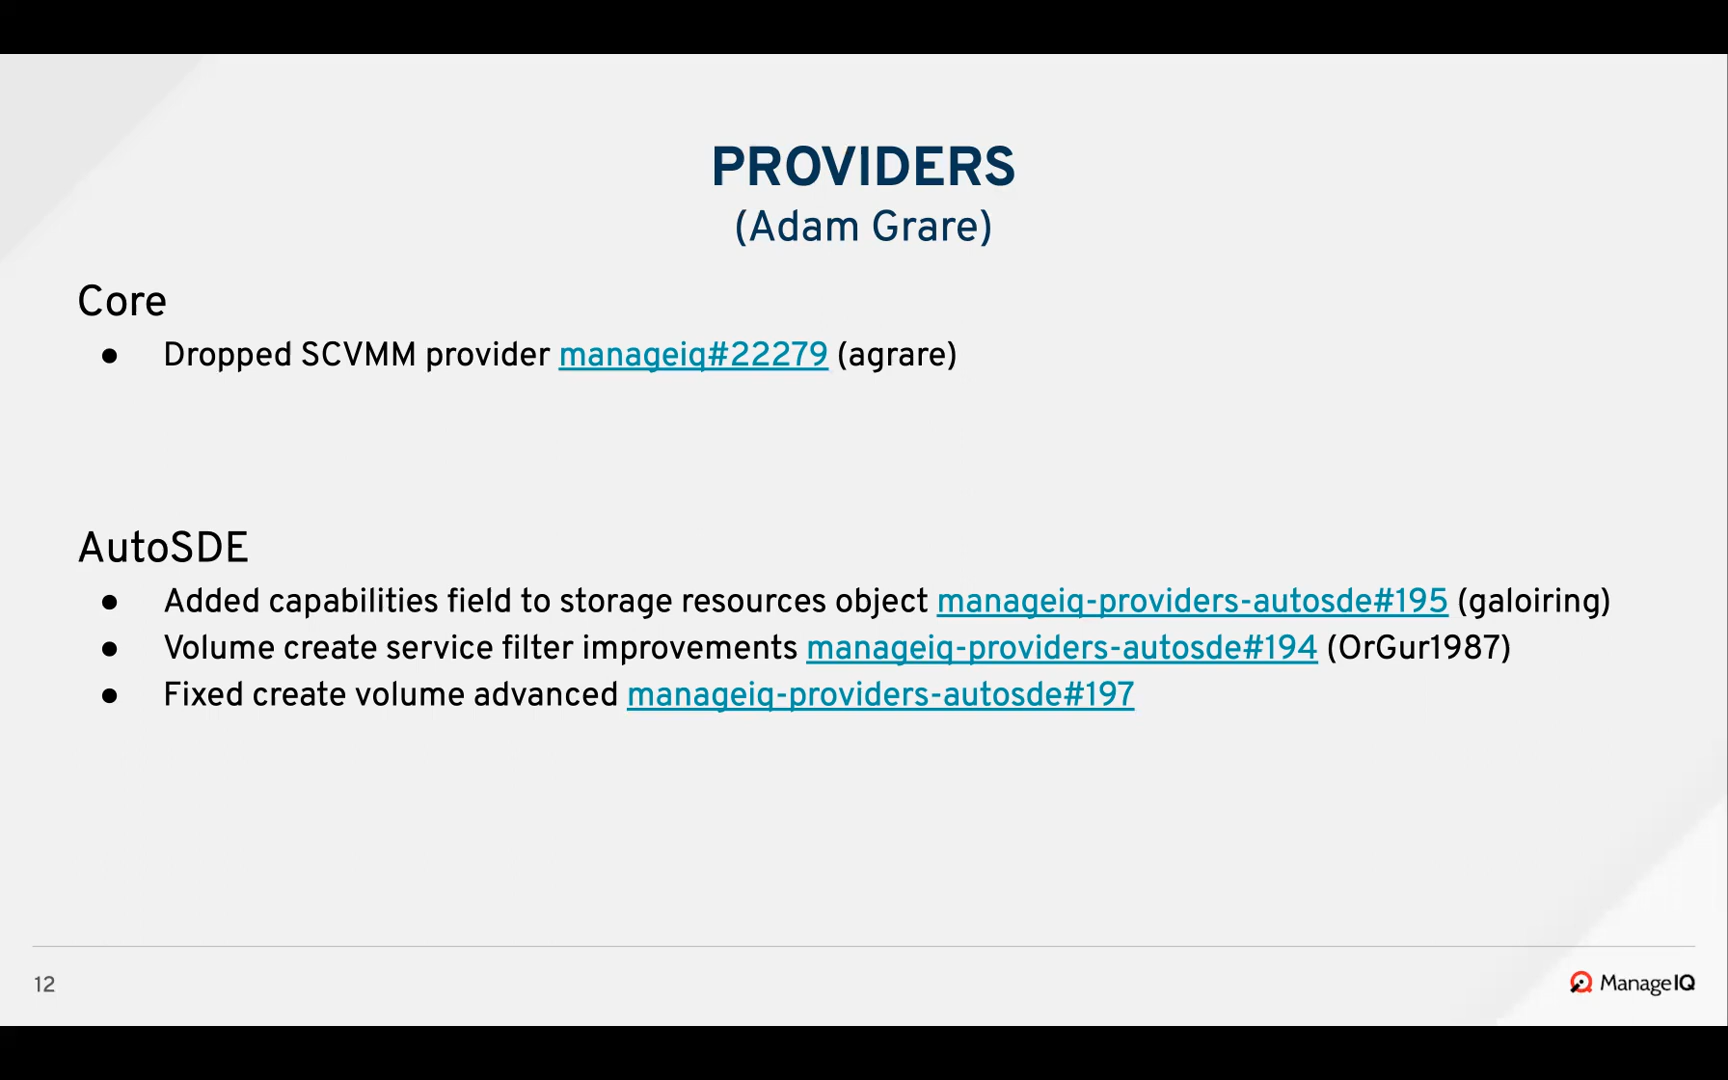 PROVIDERS
(Adam Grare)
Core
● Dropped SCVMM provider manageiq#22279 (agrare)
AutoSDE
● Added capabilities field to storage resources object manageiq-providers-autosde#195 (galoiring)
● Volume create service filter improvements manageiq-providers-autosde#194 (OrGur1987)
● Fixed create volume advanced manageiq-providers-autosde#197
12
ManageIQ